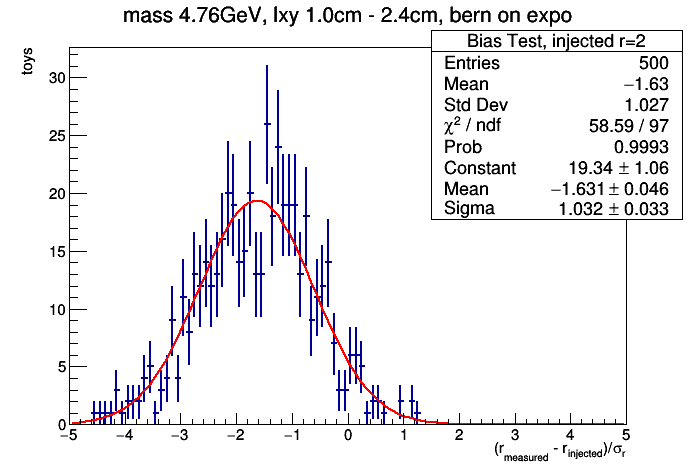 mass 4.76GeV, lxy 1.0cm - 2.4cm, bern on expo
Bias Test, injected r=2
Entries 500
Mean −1.63
Std Dev 1.027
χ² / ndf 58.59 / 97
Prob 0.9993
Constant 19.34 ± 1.06
Mean −1.631 ± 0.046
Sigma 1.032 ± 0.033
toys
30
25
20
15
10
5
0
−5 −4 −3 −2 −1 0 1 2 3 4 5
(r_measured - r_injected)/σ_r